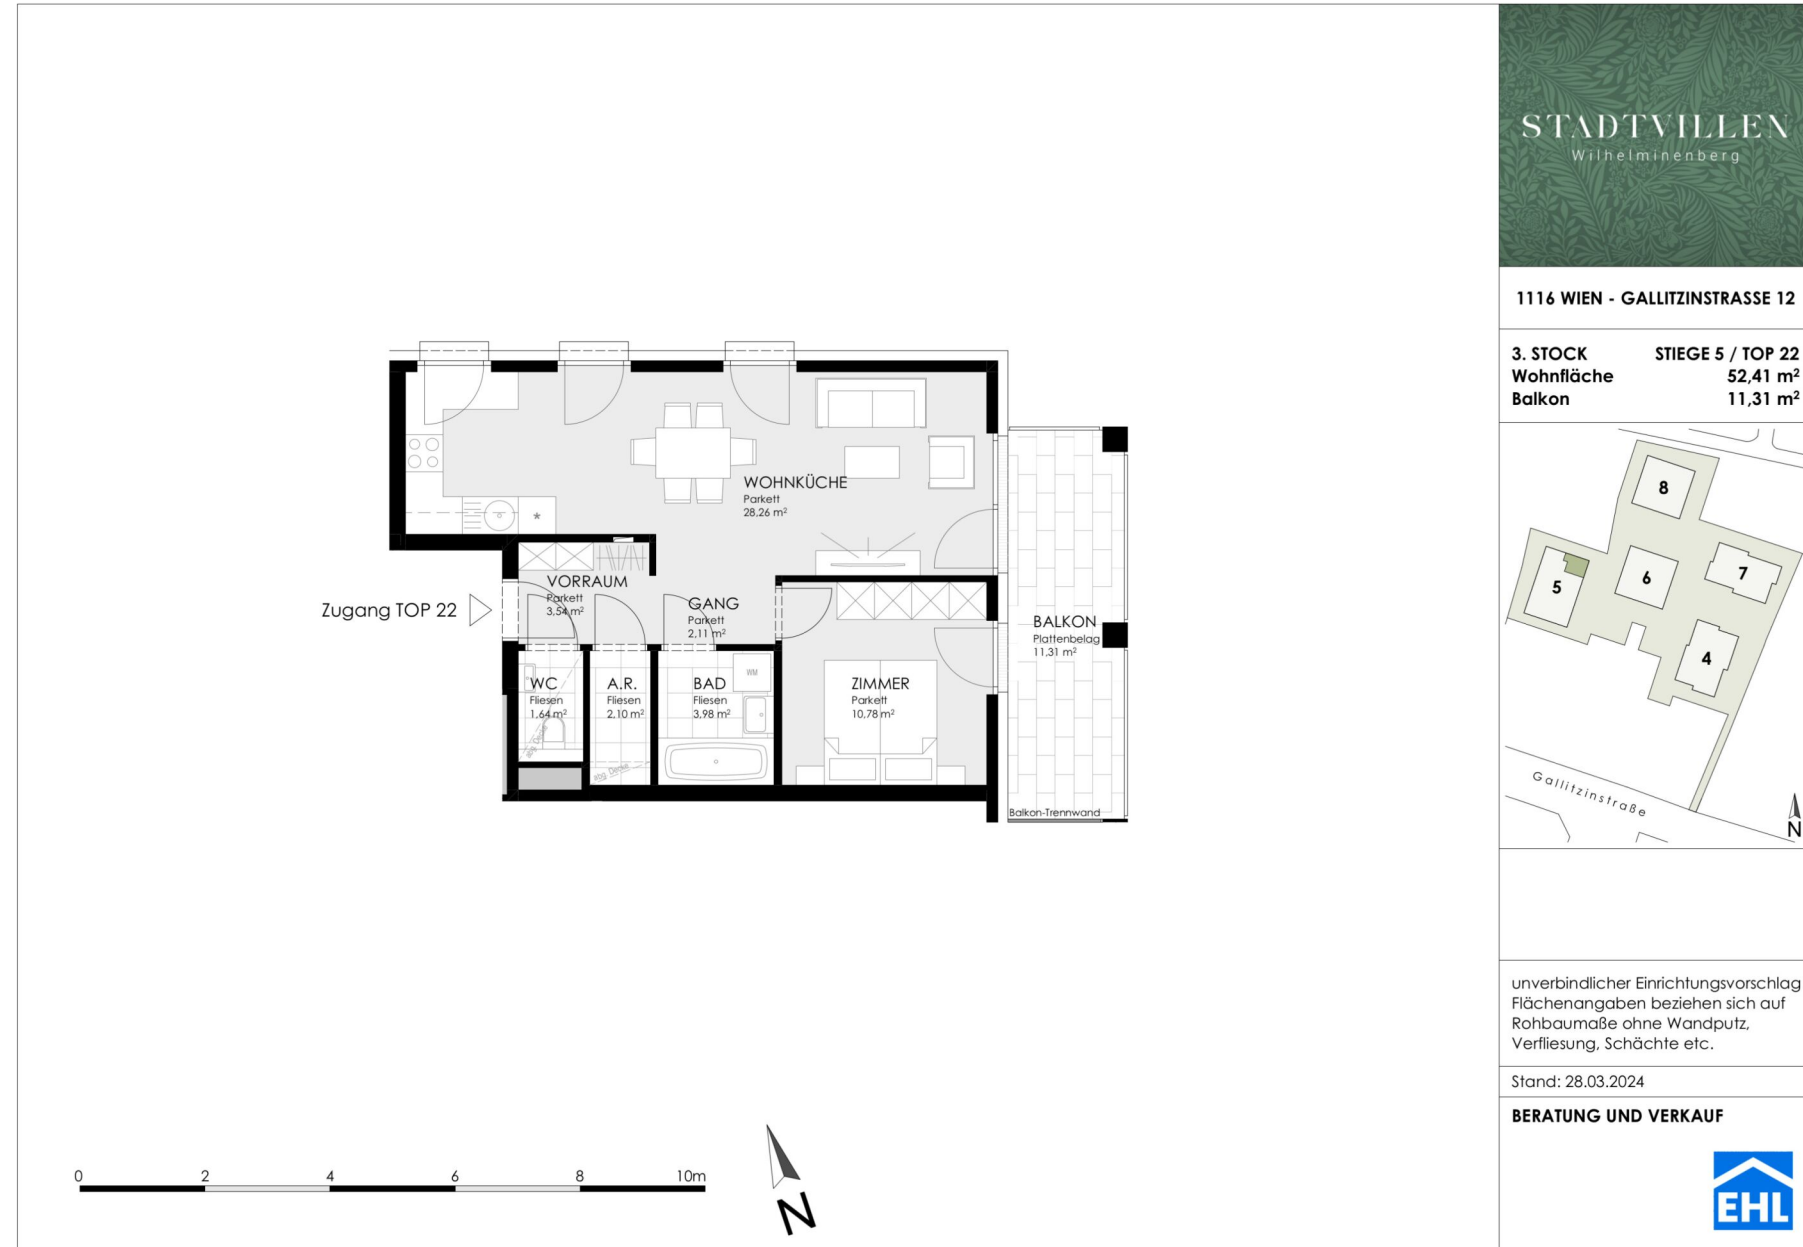 STADTVILLEN
Wilhelminenberg
1116 WIEN - GALLITZINSTRASSE 12
3. STOCK STIEGE 5 / TOP 22
Wohnfläche 52,41 m²
Balkon 11,31 m²
8
5
6
7
4
Gallitzinstraße
N
unverbindlicher Einrichtungsvorschlag
Flächenangaben beziehen sich auf
Rohbaumaße ohne Wandputz,
Verfliesung, Schächte etc.
Stand: 28.03.2024
BERATUNG UND VERKAUF
EHL
WOHNKÜCHE
Parkett
28,26 m²
*
VORRAUM
Parkett
3,54 m²
Zugang TOP 22
GANG
Parkett
2,11 m²
BALKON
Plattenbelag
11,31 m²
WC
Fliesen
1,64 m²
abg Decke
A.R.
Fliesen
2,10 m²
abg Decke
BAD
Fliesen
3,98 m²
WM
ZIMMER
Parkett
10,78 m²
Balkon-Trennwand
0 2 4 6 8 10m
N